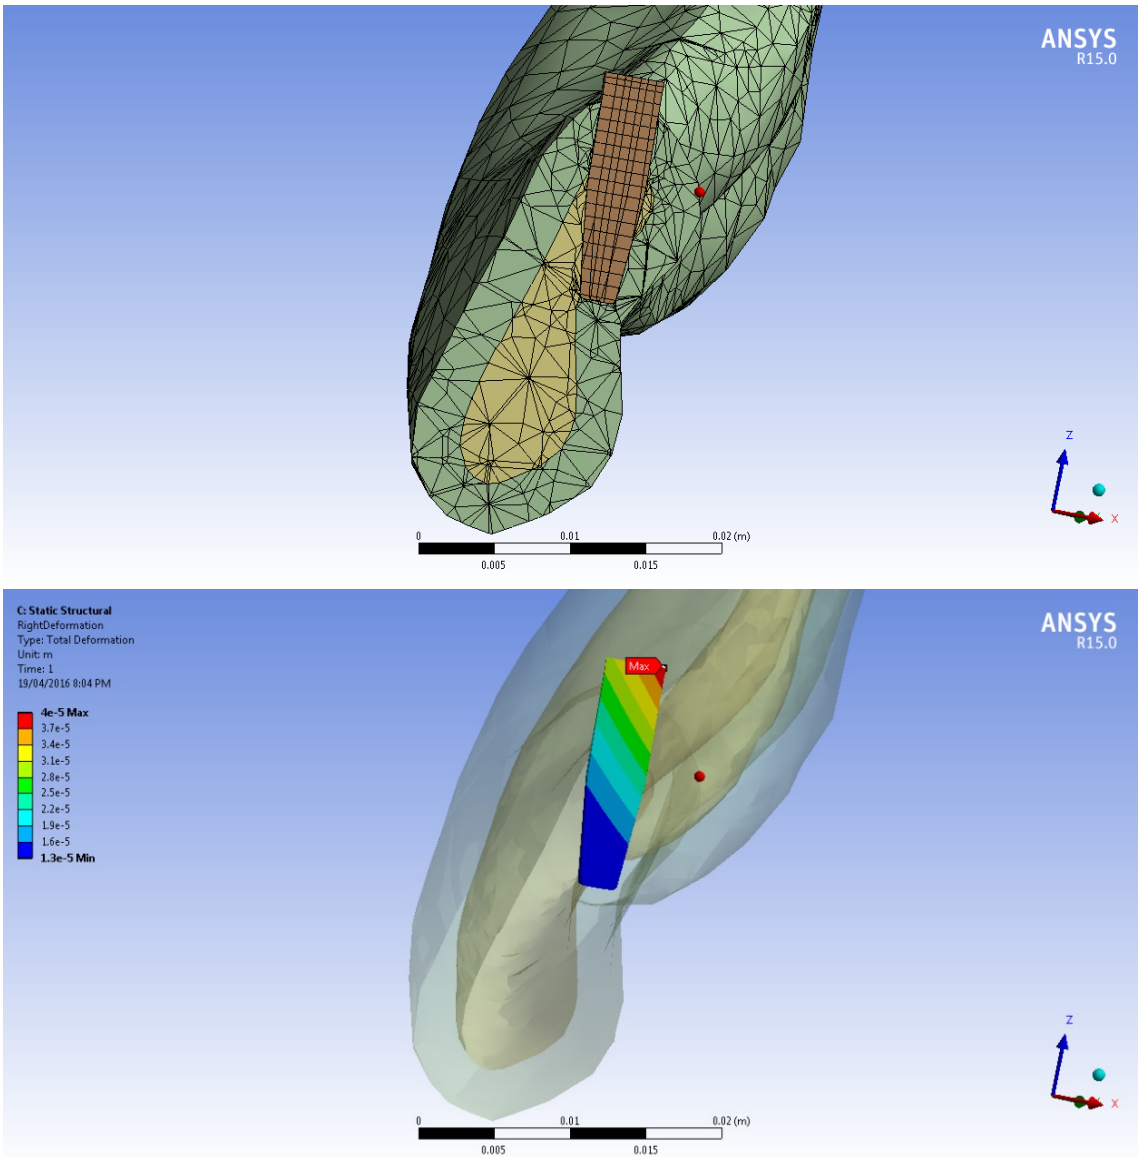 ANSYS
R15.0
Z
X
0
0.01
0.02 (m)
0.005
0.015
C: Static Structural
RightDeformation
Type: Total Deformation
Unit: m
Time: 1
19/04/2016 8:04 PM
ANSYS
R15.0
Max
4e-5 Max
3.7e-5
3.4e-5
3.1e-5
2.8e-5
2.5e-5
2.2e-5
1.9e-5
1.6e-5
1.3e-5 Min
Z
X
0
0.01
0.02 (m)
0.005
0.015